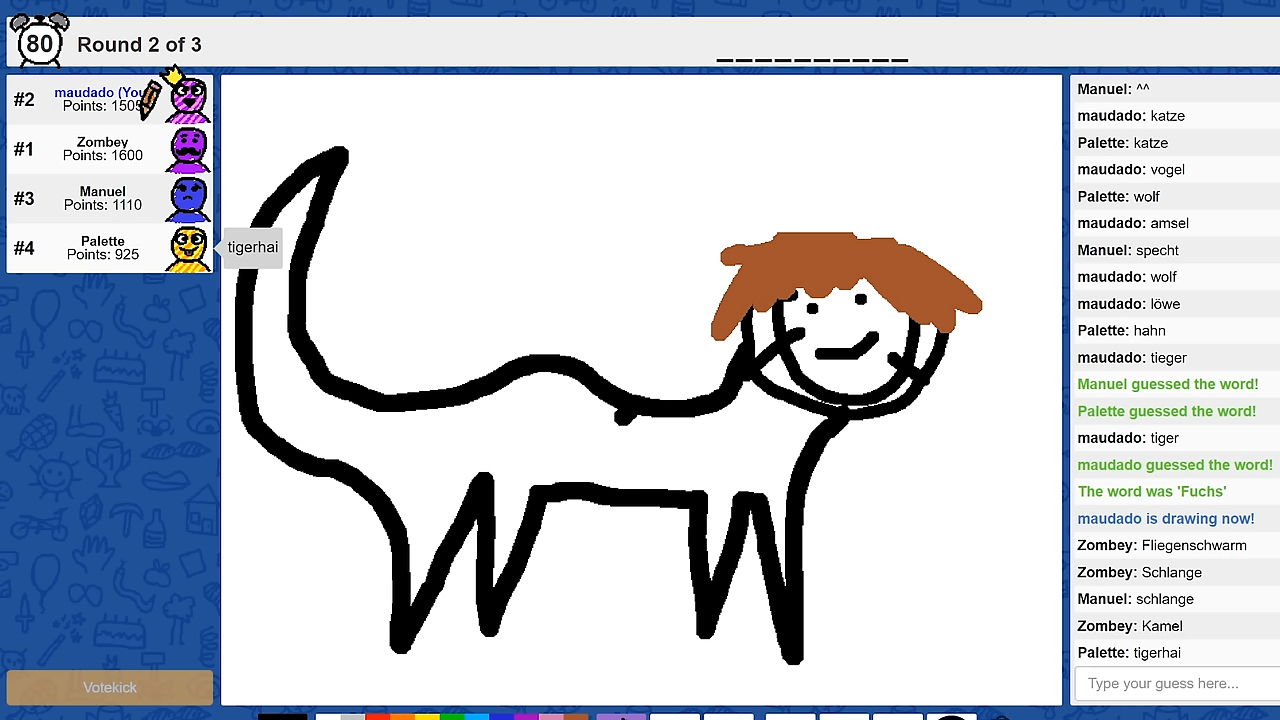 80
Round 2 of 3
#2
maudado (You
Points: 1505
#1
Zombey
Points: 1600
#3
Manuel
Points: 1110
#4
Palette
Points: 925
tigerhai
Votekick
Manuel: ^^
maudado: katze
Palette: katze
maudado: vogel
Palette: wolf
maudado: amsel
Manuel: specht
maudado: wolf
maudado: löwe
Palette: hahn
maudado: tieger
Manuel guessed the word!
Palette guessed the word!
maudado: tiger
maudado guessed the word!
The word was 'Fuchs'
maudado is drawing now!
Zombey: Fliegenschwarm
Zombey: Schlange
Manuel: schlange
Zombey: Kamel
Palette: tigerhai
Type your guess here...